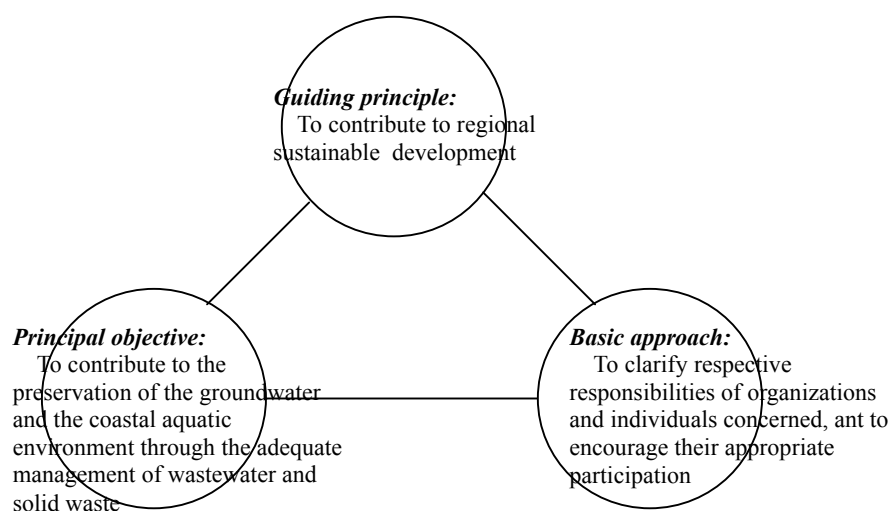 Guiding principle:
To contribute to regional
sustainable development
Principal objective:
To contribute to the
preservation of the groundwater
and the coastal aquatic
environment through the adequate
management of wastewater and
solid waste
Basic approach:
To clarify respective
responsibilities of organizations
and individuals concerned, ant to
encourage their appropriate
participation